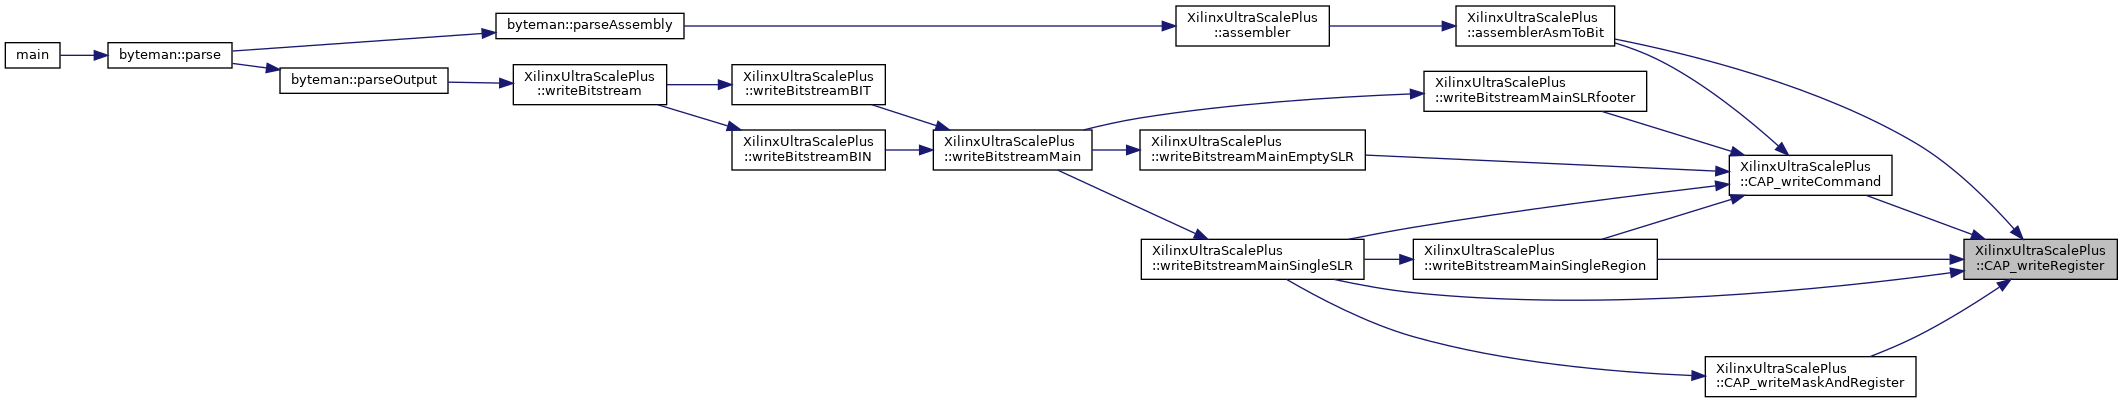 main
byteman::parse
byteman::parseAssembly
byteman::parseOutput
XilinxUltraScalePlus
::assembler
XilinxUltraScalePlus
::assemblerAsmToBit
XilinxUltraScalePlus
::writeBitstream
XilinxUltraScalePlus
::writeBitstreamBIT
XilinxUltraScalePlus
::writeBitstreamBIN
XilinxUltraScalePlus
::writeBitstreamMain
XilinxUltraScalePlus
::writeBitstreamMainSLRfooter
XilinxUltraScalePlus
::writeBitstreamMainEmptySLR
XilinxUltraScalePlus
::writeBitstreamMainSingleSLR
XilinxUltraScalePlus
::writeBitstreamMainSingleRegion
XilinxUltraScalePlus
::CAP_writeCommand
XilinxUltraScalePlus
::CAP_writeRegister
XilinxUltraScalePlus
::CAP_writeMaskAndRegister